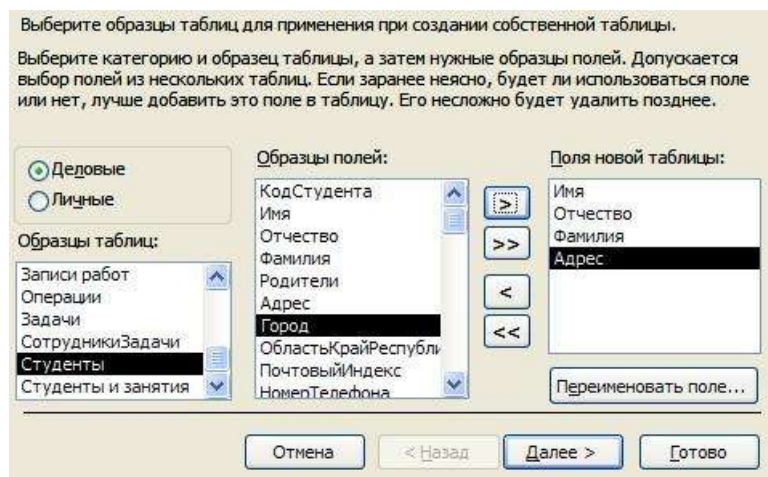 Выберите образцы таблиц для применения при создании собственной таблицы.
Выберите категорию и образец таблицы, а затем нужные образцы полей. Допускается
выбор полей из нескольких таблиц. Если заранее неясно, будет ли использоваться поле
или нет, лучше добавить это поле в таблицу. Его несложно будет удалить позднее.
Деловые
Личные
Образцы таблиц:
Записи работ
Операции
Задачи
СотрудникиЗадачи
Студенты
Студенты и занятия
Образцы полей:
КодСтудента
Имя
Отчество
Фамилия
Родители
Адрес
Город
ОбластьКрайРеспубли
ПочтовыйИндекс
НомерТелефона
>
>>
<
<<
Поля новой таблицы:
Имя
Отчество
Фамилия
Адрес
Переименовать поле...
Отмена
< Назад
Далее >
Готово